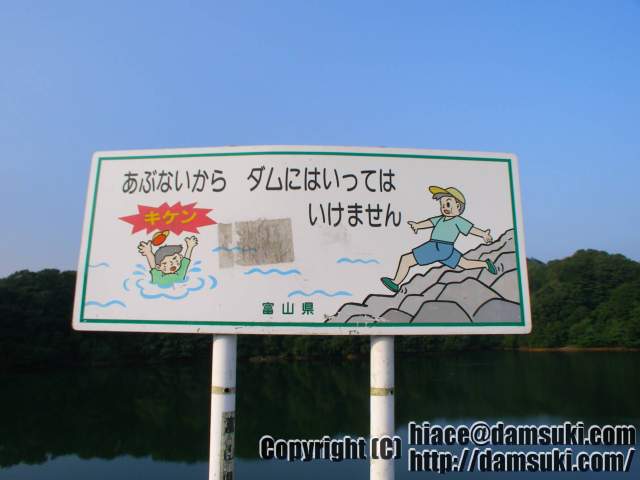 あぶないから ダムにはいっては
いけません
キケン
富山県
Copyright (C) hiace@damsuki.com
http://damsuki.com/